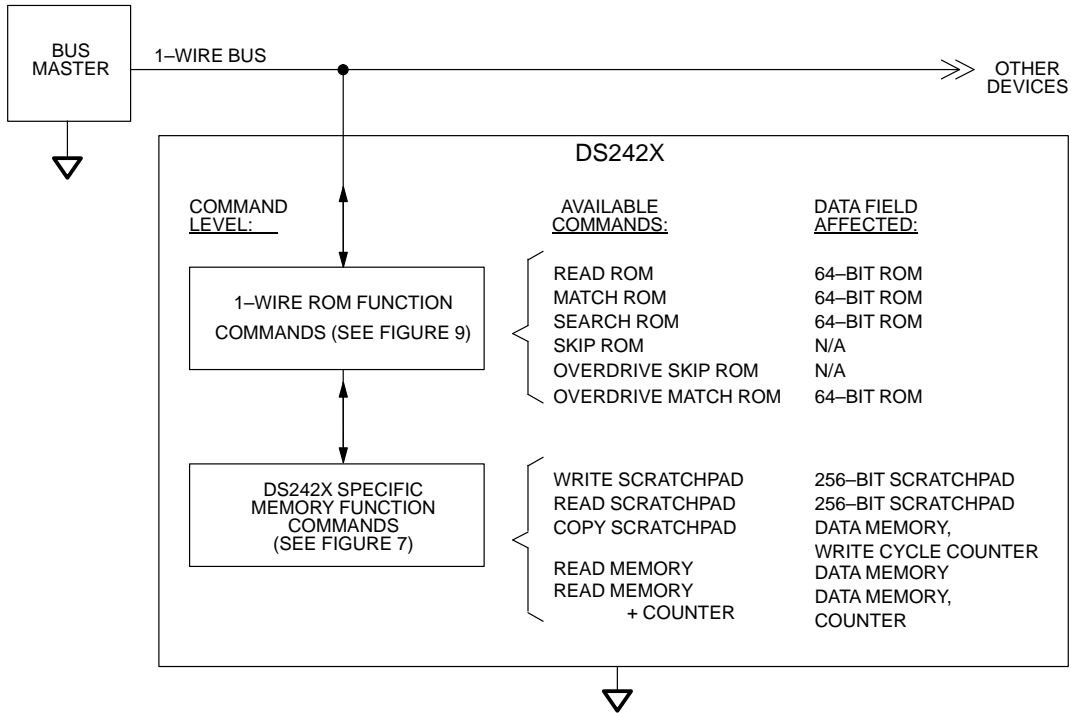 BUS
MASTER
1–WIRE BUS
OTHER
DEVICES
DS242X
COMMAND
LEVEL:
AVAILABLE
COMMANDS:
DATA FIELD
AFFECTED:
1–WIRE ROM FUNCTION
COMMANDS (SEE FIGURE 9)
READ ROM 64–BIT ROM
MATCH ROM 64–BIT ROM
SEARCH ROM 64–BIT ROM
SKIP ROM N/A
OVERDRIVE SKIP ROM N/A
OVERDRIVE MATCH ROM 64–BIT ROM
DS242X SPECIFIC
MEMORY FUNCTION
COMMANDS
(SEE FIGURE 7)
WRITE SCRATCHPAD 256–BIT SCRATCHPAD
READ SCRATCHPAD 256–BIT SCRATCHPAD
COPY SCRATCHPAD DATA MEMORY,
WRITE CYCLE COUNTER
READ MEMORY DATA MEMORY
READ MEMORY DATA MEMORY,
+ COUNTER COUNTER